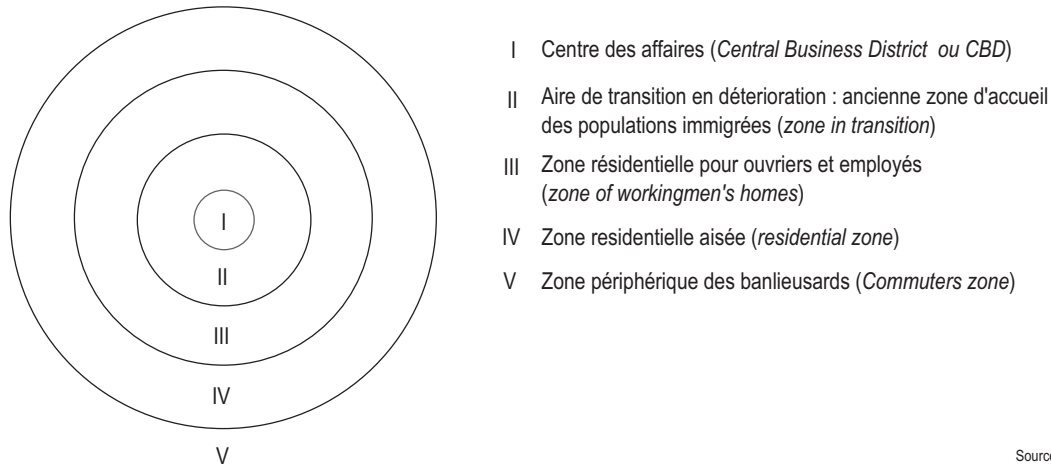 I
II
III
IV
V
I Centre des affaires (Central Business District ou CBD)
II Aire de transition en déterioration : ancienne zone d'accueil
des populations immigrées (zone in transition)
III Zone résidentielle pour ouvriers et employés
(zone of workingmen's homes)
IV Zone residentielle aisée (residential zone)
V Zone périphérique des banlieusards (Commuters zone)
Source